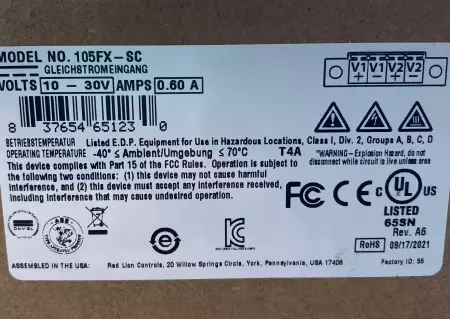 MODEL NO. 105FX-SC
GLEICHSTROMEINGANG
VOLTS 10 - 30V AMPS 0.60 A
V1- V1+ V2+ V2-
8 37654 65123 0
BETRIEBSTEMPERATUR Listed E.D.P. Equipment for Use in Hazardous Locations, Class I, Div. 2, Groups A, B, C, D
OPERATING TEMPERATURE -40° ≤ Ambient/Umgebung ≤ 70°C T4A
"WARNING—Explosion Hazard, do not
disconnect while circuit is live unless area
This device complies with Part 15 of the FCC Rules. Operation is subject to
the following two conditions: (1) this device may not cause harmful
interference, and (2) this device must accept any interference received,
including interference that may cause undesired operation.
FC CE c UL US
LISTED
65SN
Rev. A6
ABS
e
KC
RoHS 09/17/2021
ASSEMBLED IN THE USA: Red Lion Controls, 20 Willow Springs Circle, York, Pennsylvania, USA 17406 Factory ID: 55